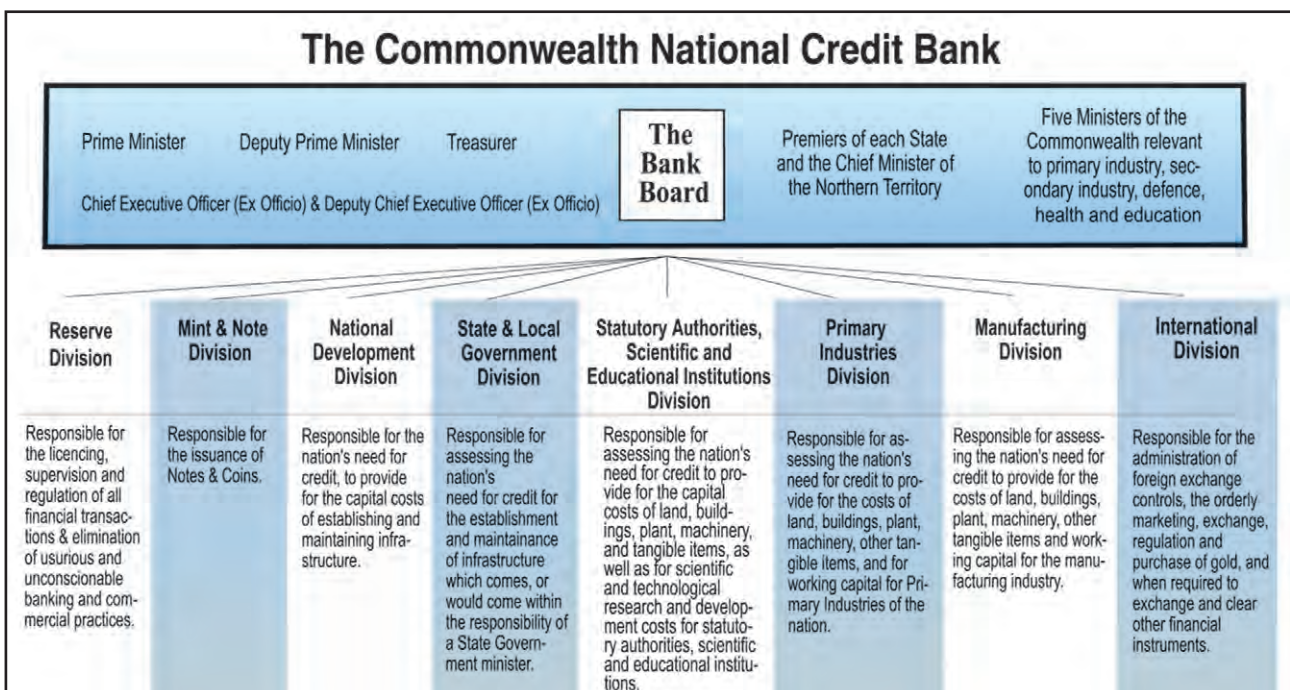 The Commonwealth National Credit Bank
Prime Minister
Deputy Prime Minister
Treasurer
Chief Executive Officer (Ex Officio) & Deputy Chief Executive Officer (Ex Officio)
The
Bank
Board
Premiers of each State
and the Chief Minister of
the Northern Territory
Five Ministers of the
Commonwealth relevant
to primary industry, sec-
ondary industry, defence,
health and education
Reserve
Division
Responsible for
the licencing,
supervision and
regulation of all
financial transac-
tions & elimination
of usurious and
unconscionable
banking and com-
mercial practices.
Mint & Note
Division
Responsible for
the issuance of
Notes & Coins.
National
Development
Division
Responsible for the
nation's need for
credit, to provide
for the capital costs
of establishing and
maintaining infra-
structure.
State & Local
Government
Division
Responsible for
assessing the
nation's
need for credit for
the establishment
and maintainance
of infrastructure
which comes, or
would come within
the responsibility of
a State Govern-
ment minister.
Statutory Authorities,
Scientific and
Educational Institutions
Division
Responsible for
assessing the nation's
need for credit to pro-
vide for the capital
costs of land, build-
ings, plant, machinery,
and tangible items, as
well as for scientific
and technological
research and develop-
ment costs for statuto-
ry authorities, scientific
and educational institu-
tions.
Primary
Industries
Division
Responsible for as-
sessing the nation's
need for credit to pro-
vide for the costs of
land, buildings, plant,
machinery, other tan-
gible items, and for
working capital for Pri-
mary Industries of the
nation.
Manufacturing
Division
Responsible for assess-
ing the nation's need for
credit to provide for the
costs of land, buildings,
plant, machinery, other
tangible items and work-
ing capital for the manu-
facturing industry.
International
Division
Responsible for the
administration of
foreign exchange
controls, the orderly
marketing, exchange,
regulation and
purchase of gold, and
when required to
exchange and clear
other financial
instruments.